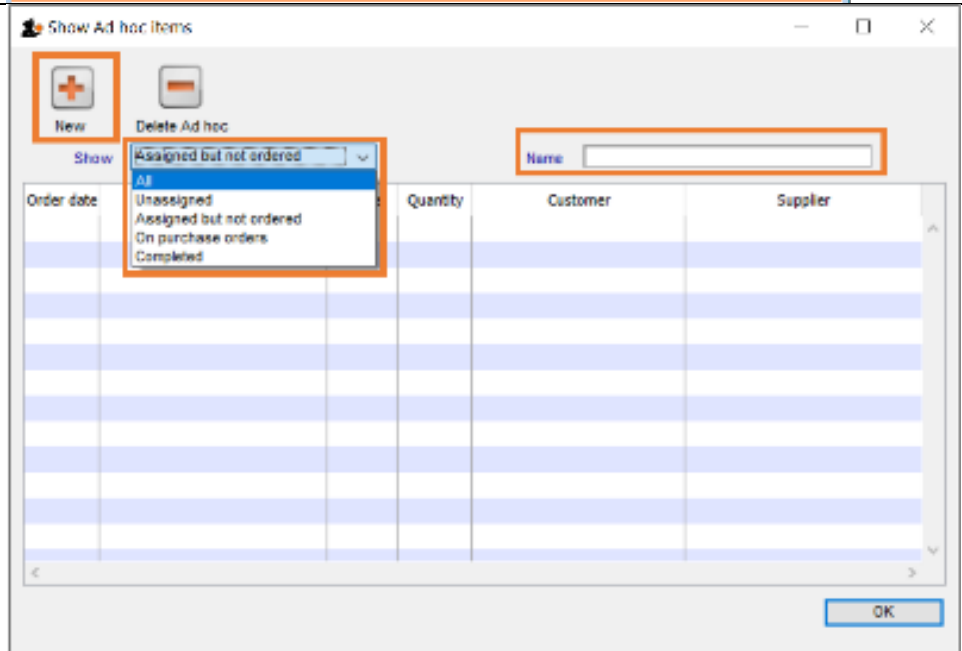 Show Ad hoc items
New
Delete Ad hoc
Show
Assigned but not ordered
Name
All
Unassigned
Assigned but not ordered
On purchase orders
Completed
Order date
Quantity
Customer
Supplier
OK